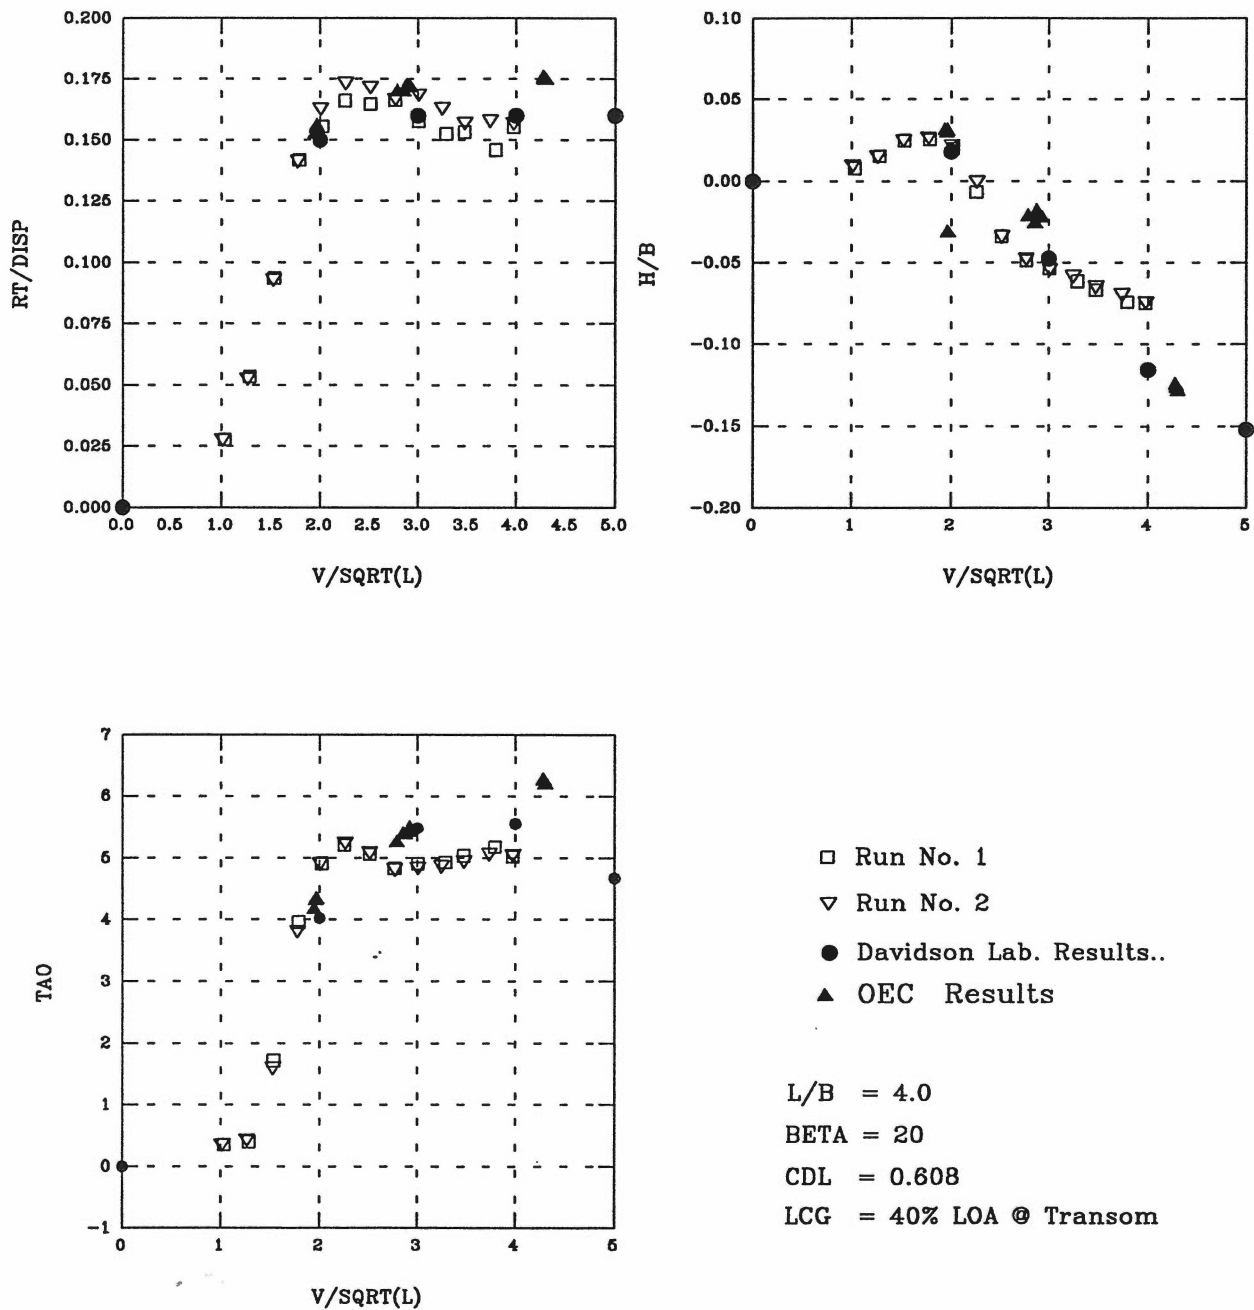 0.200
0.175
0.150
0.125
0.100
0.075
0.050
0.025
0.000
RT/DISP
0.0 0.5 1.0 1.5 2.0 2.5 3.0 3.5 4.0 4.5 5.0
V/SQRT(L)
0.10
0.05
0.00
-0.05
-0.10
-0.15
-0.20
H/B
0 1 2 3 4 5
V/SQRT(L)
7
6
5
4
3
2
1
0
-1
TAO
0 1 2 3 4 5
V/SQRT(L)
Run No. 1
Run No. 2
Davidson Lab. Results..
OEC Results
L/B = 4.0
BETA = 20
CDL = 0.608
LCG = 40% LOA @ Transom